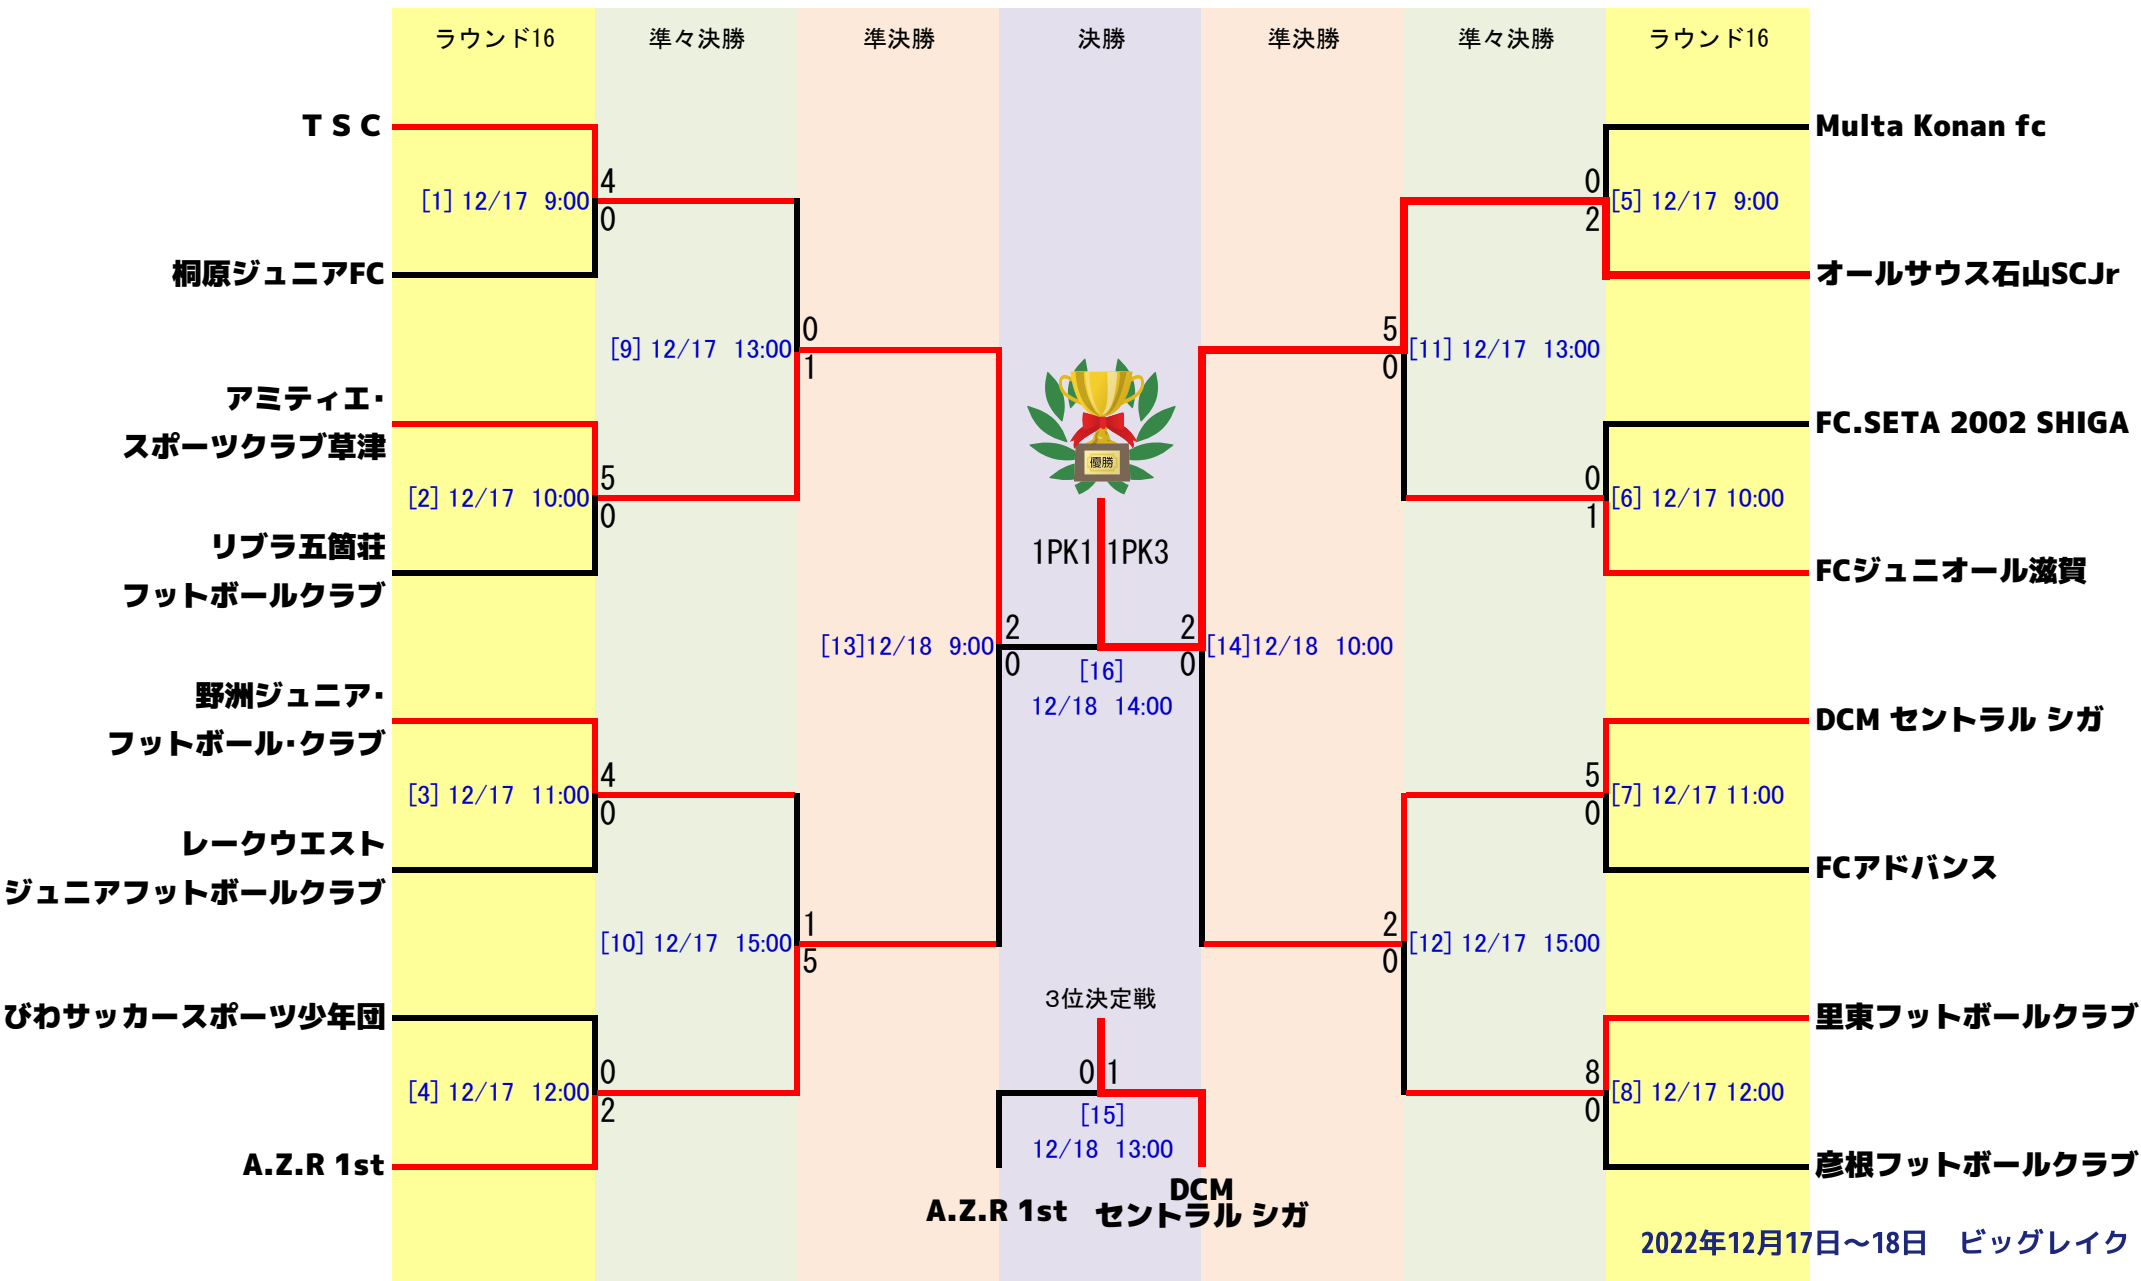 ラウンド16
準々決勝
準決勝
決勝
準決勝
準々決勝
ラウンド16
T S C
[1] 12/17 9:00
4
0
桐原ジュニアFC
[9] 12/17 13:00
0
1
アミティエ・
スポーツクラブ草津
[2] 12/17 10:00
5
0
リブラ五箇荘
フットボールクラブ
[13]12/18 9:00
2
0
野洲ジュニア・
フットボール・クラブ
[3] 12/17 11:00
4
0
レークウエスト
ジュニアフットボールクラブ
[10] 12/17 15:00
1
5
びわサッカースポーツ少年団
[4] 12/17 12:00
0
2
A.Z.R 1st
優勝
1PK1
1PK3
[16]
12/18 14:00
3位決定戦
0
1
[15]
12/18 13:00
A.Z.R 1st
DCM
セントラル シガ
Multa Konan fc
0
2
[5] 12/17 9:00
オールサウス石山SCJr
5
0
[11] 12/17 13:00
FC.SETA 2002 SHIGA
0
1
[6] 12/17 10:00
FCジュニオール滋賀
2
0
[14]12/18 10:00
DCM セントラル シガ
5
0
[7] 12/17 11:00
FCアドバンス
2
0
[12] 12/17 15:00
里東フットボールクラブ
8
0
[8] 12/17 12:00
彦根フットボールクラブ
2022年12月17日～18日　ビッグレイク